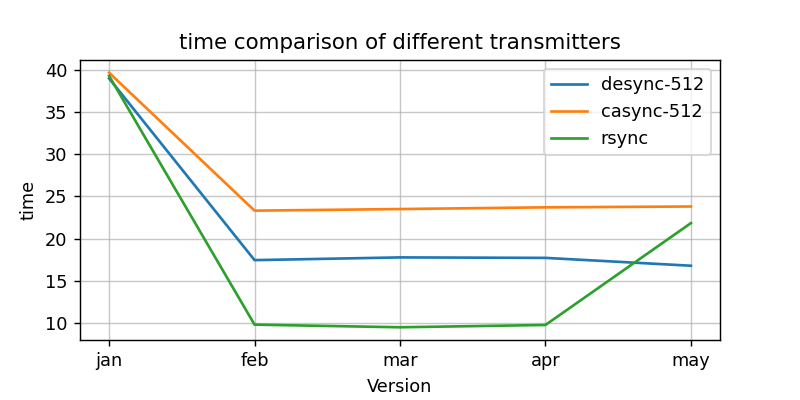 time comparison of different transmitters
40
35
30
25
20
15
10
time
desync-512
casync-512
rsync
jan feb mar apr may
Version